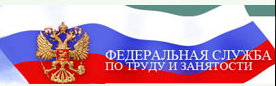 ФЕДЕРАЛЬНАЯ СЛУЖБА
ПО ТРУДУ И ЗАНЯТОСТИ